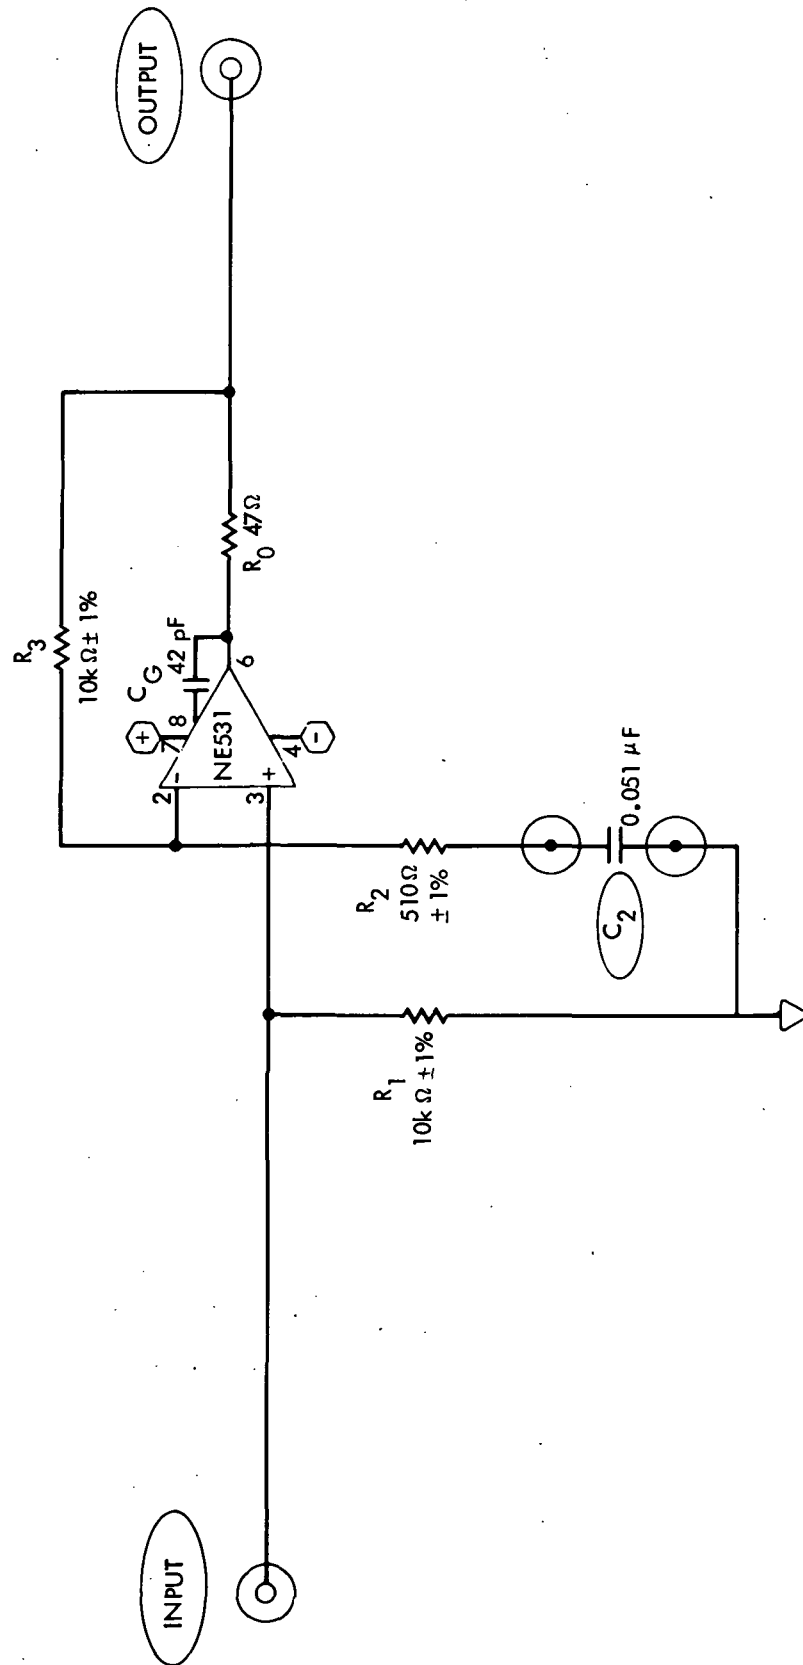 INPUT
OUTPUT
R3
10k Ω ± 1%
CG
42 pF
+
7
8
2
-
NE531
6
3
+
4
-
R0
47Ω
R1
10k Ω ± 1%
R2
510Ω
± 1%
C2
0.051 μF